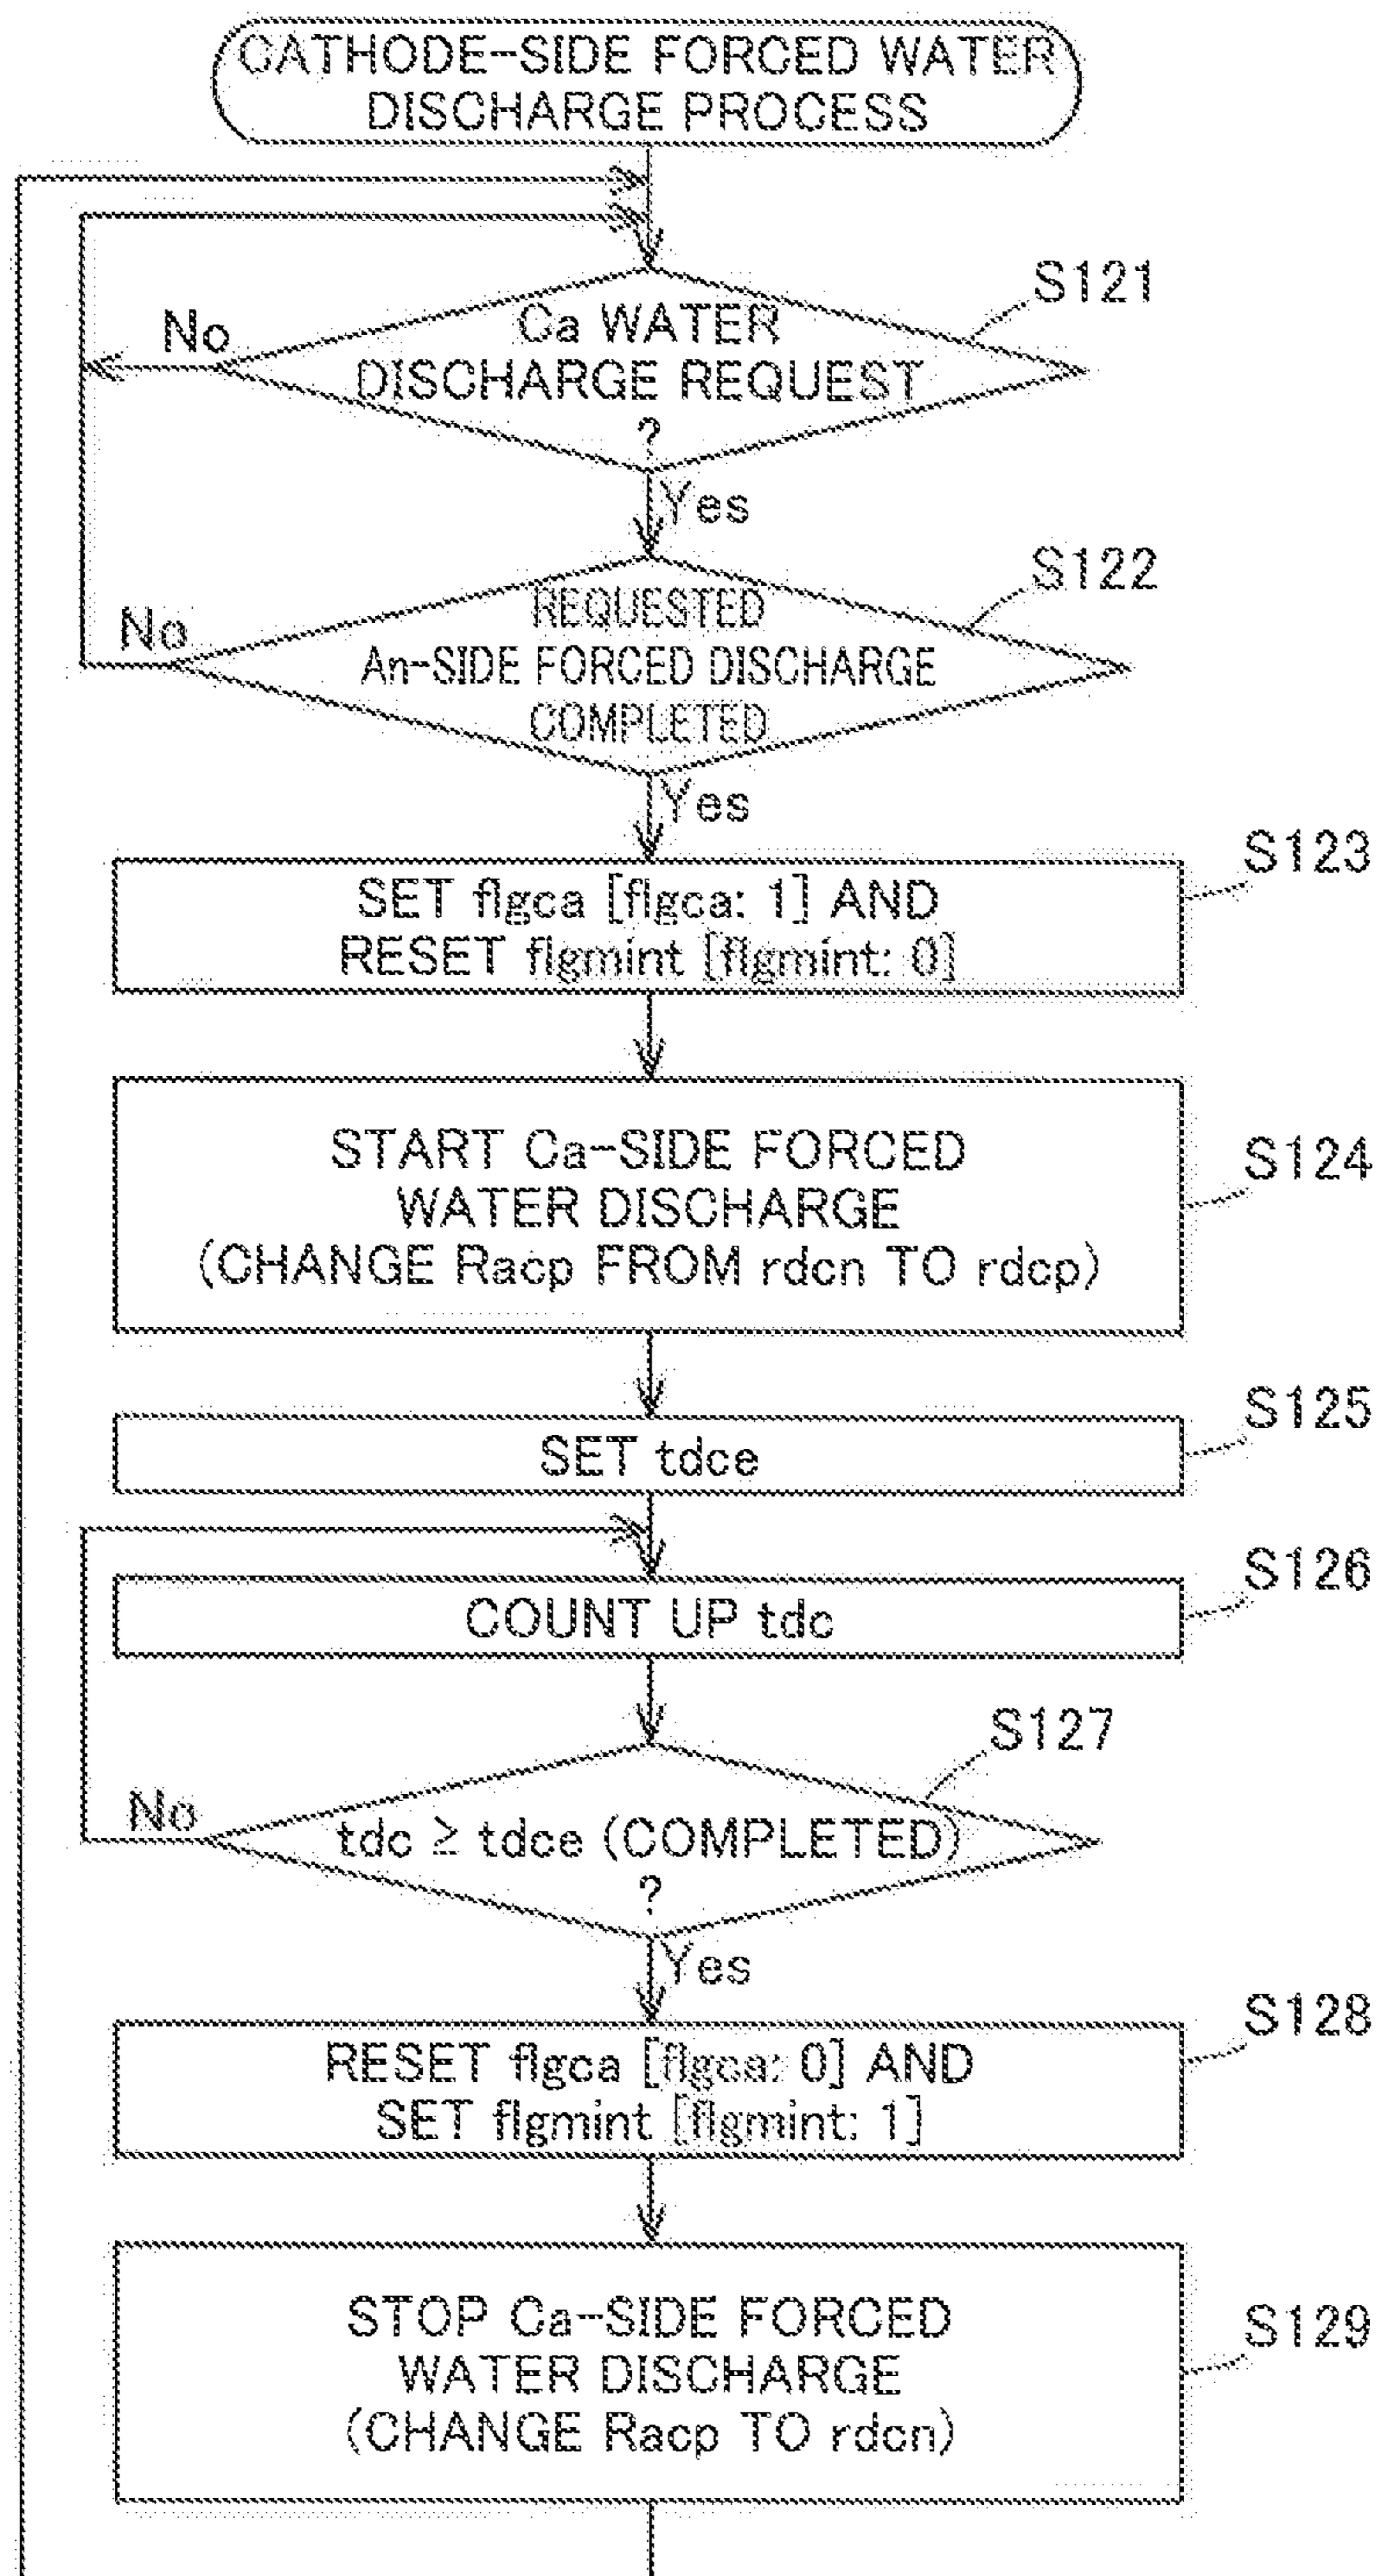 CATHODE-SIDE FORCED WATER
DISCHARGE PROCESS
S121
No
Ca WATER
DISCHARGE REQUEST
?
Yes
S122
No
REQUESTED
An-SIDE FORCED DISCHARGE
COMPLETED
Yes
S123
SET flgca [flgca: 1] AND
RESET flgmint [flgmint: 0]
S124
START Ca-SIDE FORCED
WATER DISCHARGE
(CHANGE Racp FROM rdcn TO rdcp)
S125
SET tdce
S126
COUNT UP tdc
S127
No
tdc ≥ tdce (COMPLETED)
?
Yes
S128
RESET flgca [flgca: 0] AND
SET flgmint [flgmint: 1]
S129
STOP Ca-SIDE FORCED
WATER DISCHARGE
(CHANGE Racp TO rdcn)